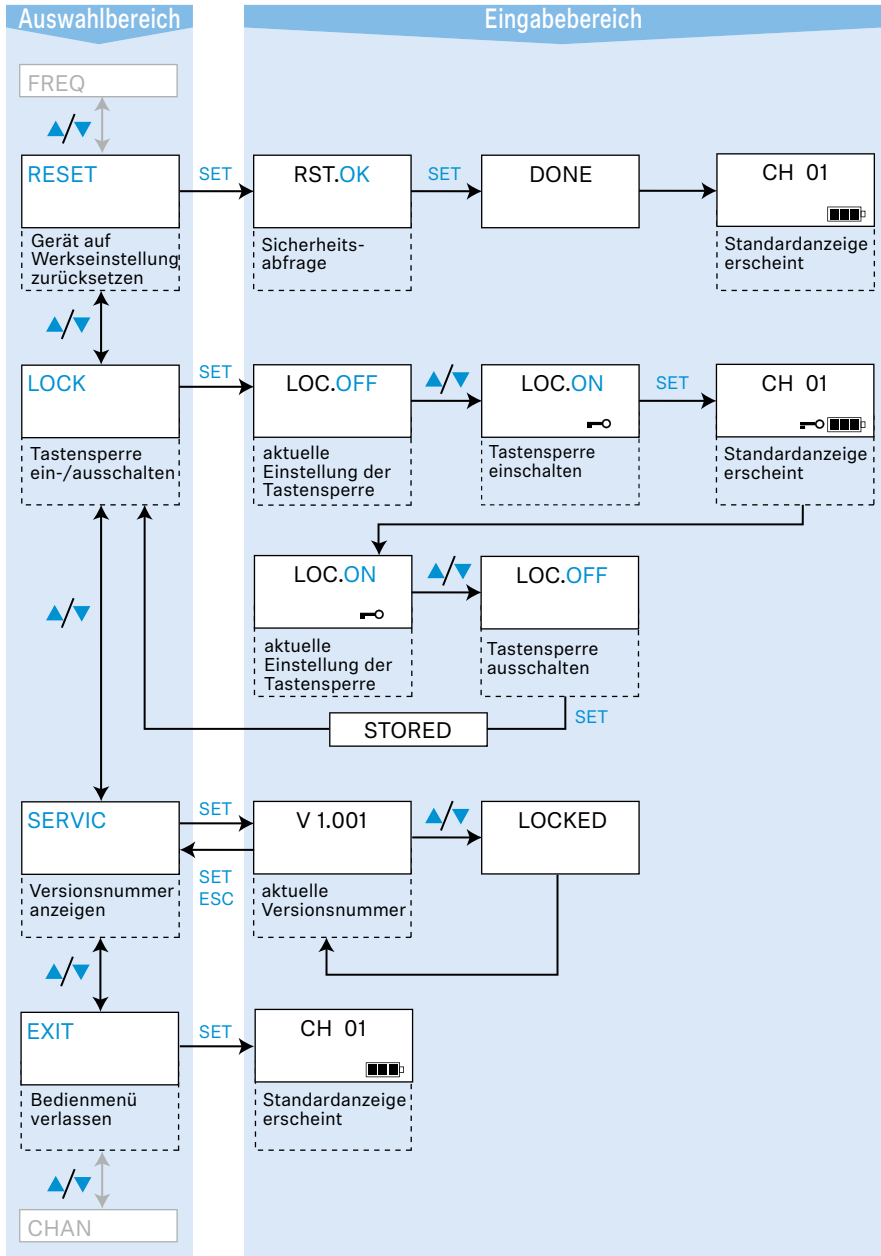 Auswahlbereich
Eingabebereich
FREQ
▲/▼
RESET
SET
RST.OK
SET
DONE
CH 01
Gerät auf
Werkseinstellung
zurücksetzen
Sicherheits-
abfrage
Standardanzeige
erscheint
▲/▼
LOCK
SET
LOC.OFF
▲/▼
LOC.ON
SET
CH 01
Tastensperre
ein-/ausschalten
aktuelle
Einstellung der
Tastensperre
Tastensperre
einschalten
Standardanzeige
erscheint
▲/▼
LOC.ON
▲/▼
LOC.OFF
aktuelle
Einstellung der
Tastensperre
Tastensperre
ausschalten
SET
STORED
SERVIC
SET
SET
ESC
V 1.001
▲/▼
LOCKED
Versionsnummer
anzeigen
aktuelle
Versionsnummer
▲/▼
EXIT
SET
CH 01
Bedienmenü
verlassen
Standardanzeige
erscheint
▲/▼
CHAN